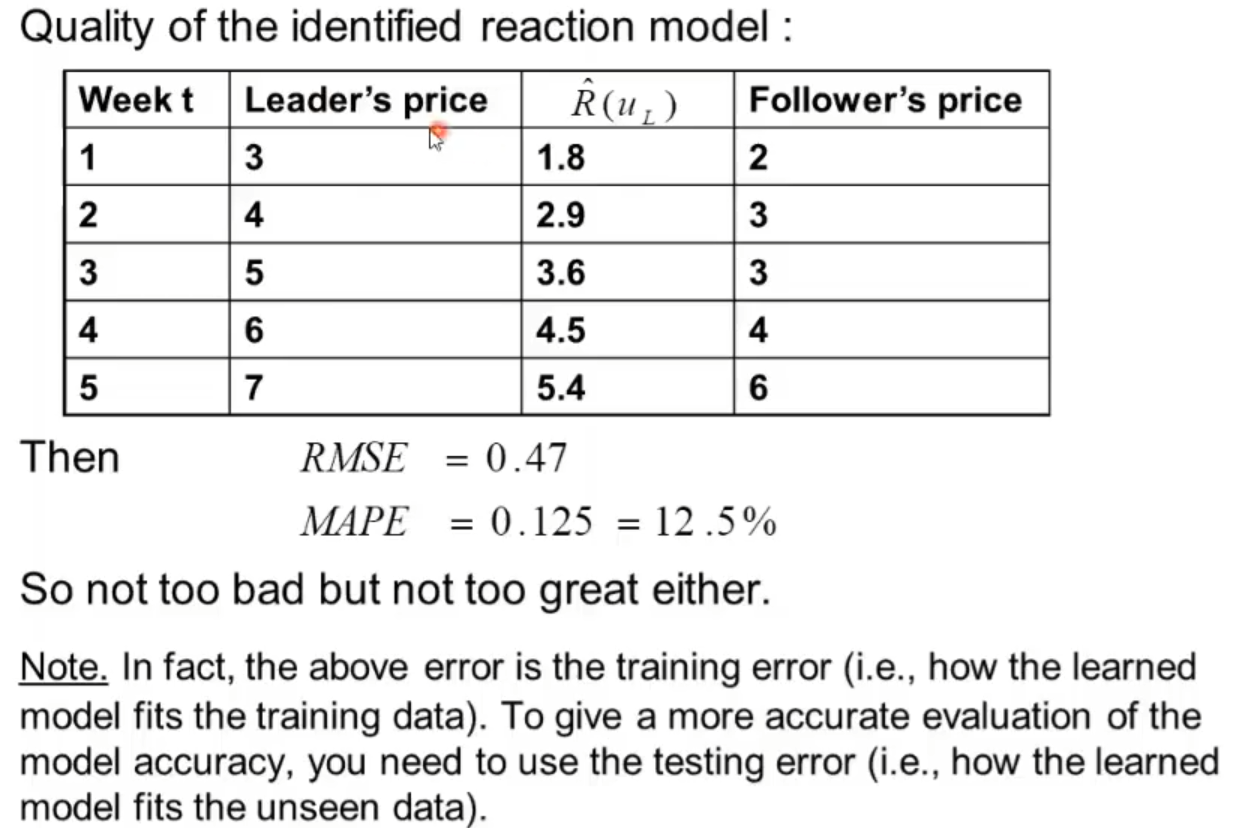 Quality of the identified reaction model :
Week t Leader's price R̂(u_L) Follower's price
1 3 1.8 2
2 4 2.9 3
3 5 3.6 3
4 6 4.5 4
5 7 5.4 6
Then RMSE = 0.47
MAPE = 0.125 = 12.5%
So not too bad but not too great either.
Note. In fact, the above error is the training error (i.e., how the learned
model fits the training data). To give a more accurate evaluation of the
model accuracy, you need to use the testing error (i.e., how the learned
model fits the unseen data).